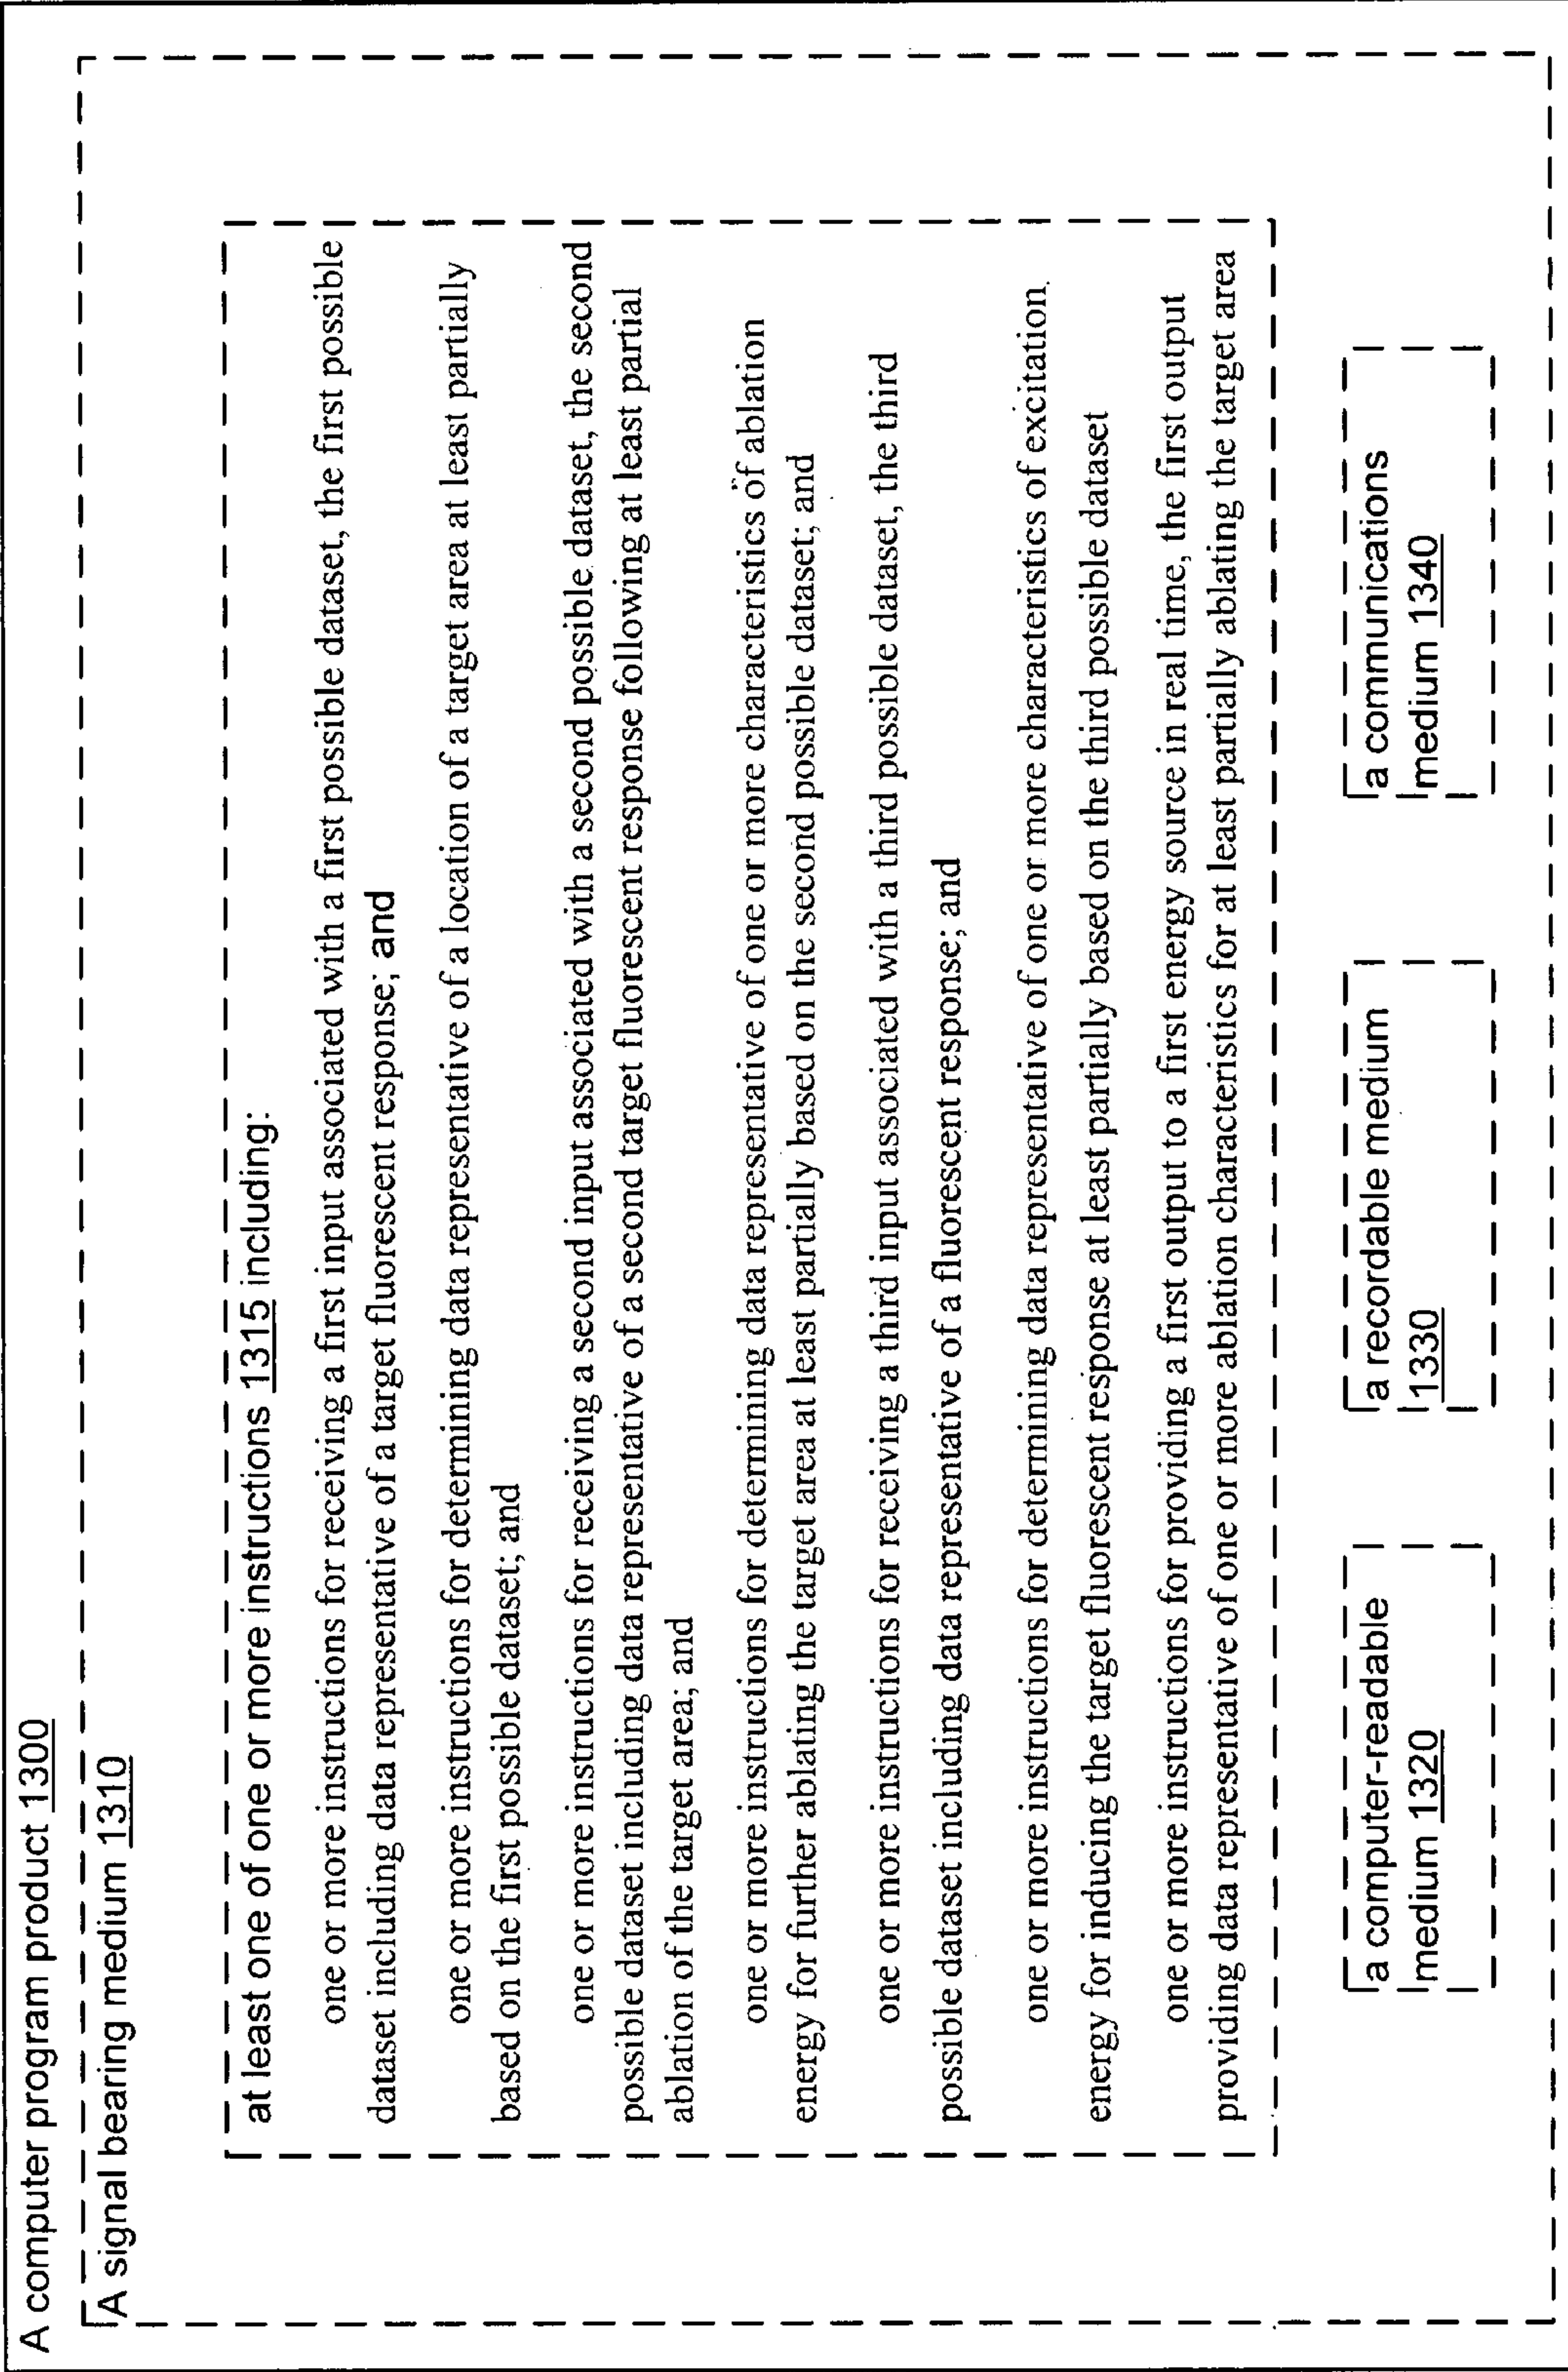 A computer program product 1300
A signal bearing medium 1310
at least one of one or more instructions 1315 including:
one or more instructions for receiving a first input associated with a first possible dataset, the first possible
dataset including data representative of a target fluorescent response; and
one or more instructions for determining data representative of a location of a target area at least partially
based on the first possible dataset; and
one or more instructions for receiving a second input associated with a second possible dataset, the second
possible dataset including data representative of a second target fluorescent response following at least partial
ablation of the target area; and
one or more instructions for determining data representative of one or more characteristics of ablation
energy for further ablating the target area at least partially based on the second possible dataset; and
one or more instructions for receiving a third input associated with a third possible dataset, the third
possible dataset including data representative of a fluorescent response; and
one or more instructions for determining data representative of one or more characteristics of excitation
energy for inducing the target fluorescent response at least partially based on the third possible dataset
one or more instructions for providing a first output to a first energy source in real time, the first output
providing data representative of one or more ablation characteristics for at least partially ablating the target area
a computer-readable
medium 1320
a recordable medium
1330
a communications
medium 1340